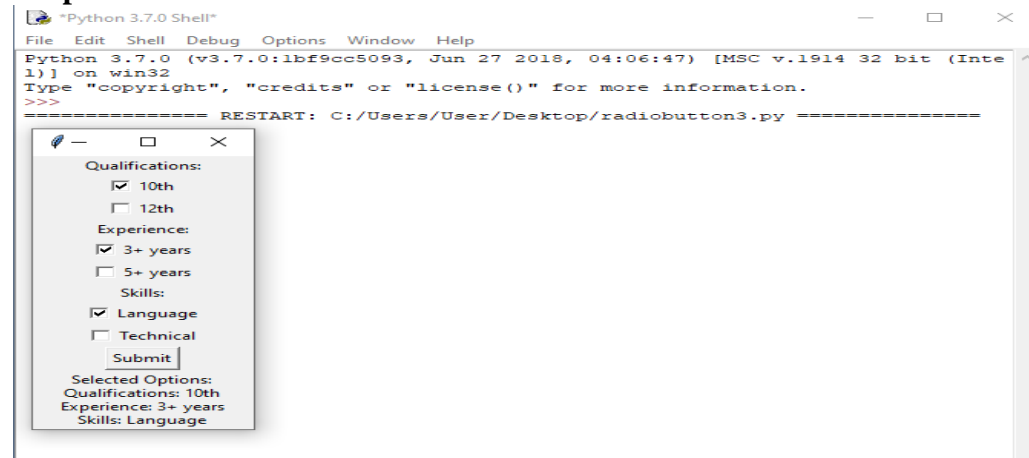 *Python 3.7.0 Shell*
File Edit Shell Debug Options Window Help
Python 3.7.0 (v3.7.0:1bf9cc5093, Jun 27 2018, 04:06:47) [MSC v.1914 32 bit (Inte
l)] on win32
Type "copyright", "credits" or "license()" for more information.
>>>
=============== RESTART: C:/Users/User/Desktop/radiobutton3.py ===============
Qualifications:
10th
12th
Experience:
3+ years
5+ years
Skills:
Language
Technical
Submit
Selected Options:
Qualifications: 10th
Experience: 3+ years
Skills: Language